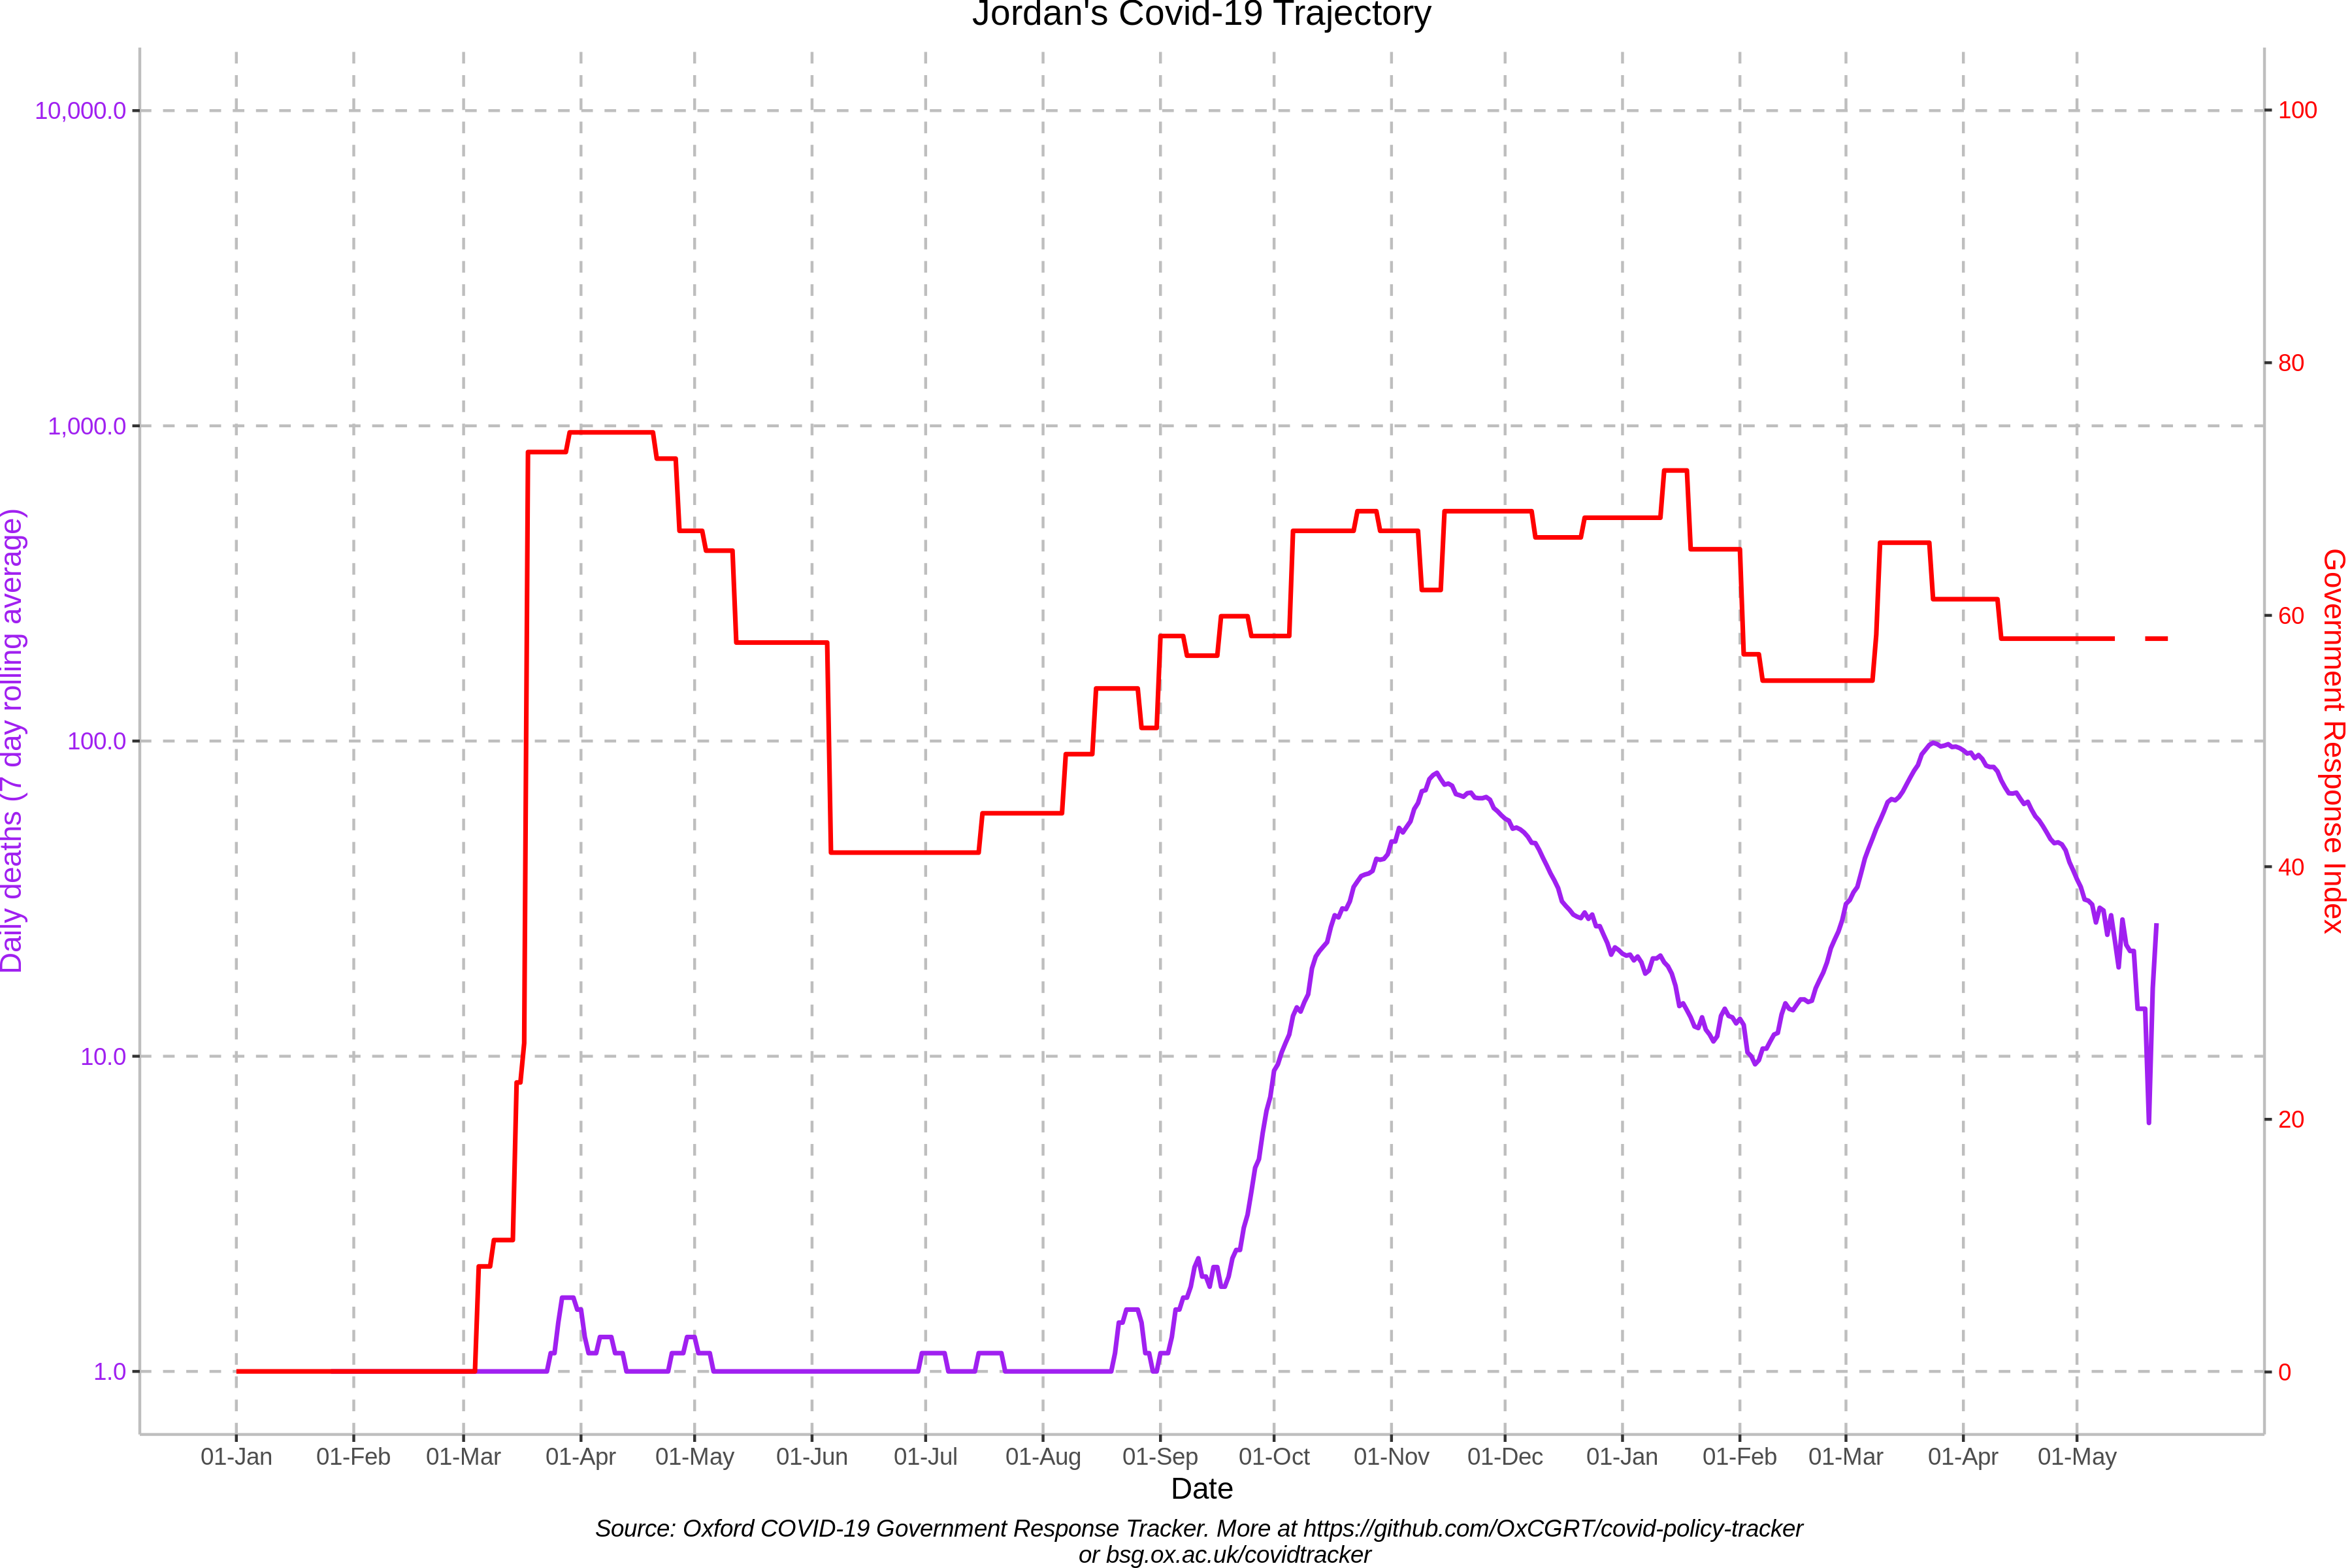 Jordan's Covid-19 Trajectory
10,000.0
1,000.0
100.0
10.0
1.0
Daily deaths (7 day rolling average)
100
80
60
40
20
0
Government Response Index
01-Jan 01-Feb 01-Mar 01-Apr 01-May 01-Jun 01-Jul 01-Aug 01-Sep 01-Oct 01-Nov 01-Dec 01-Jan 01-Feb 01-Mar 01-Apr 01-May
Date
Source: Oxford COVID-19 Government Response Tracker. More at https://github.com/OxCGRT/covid-policy-tracker
or bsg.ox.ac.uk/covidtracker